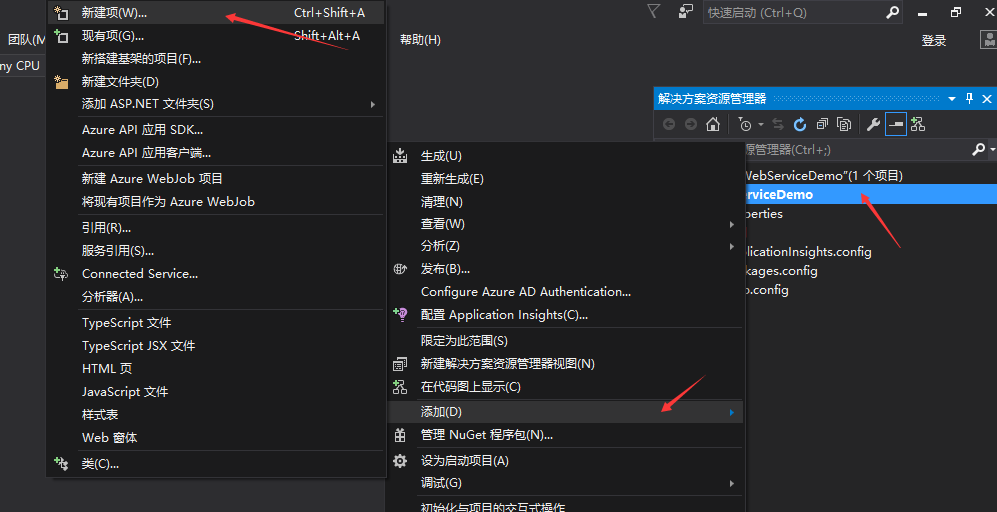 新建项(W)... Ctrl+Shift+A
现有项(G)... Shift+Alt+A
新搭建基架的项目(F)...
新建文件夹(D)
添加 ASP.NET 文件夹(S)
Azure API 应用 SDK...
Azure API 应用客户端...
新建 Azure WebJob 项目
将现有项目作为 Azure WebJob
引用(R)...
服务引用(S)...
Connected Service...
分析器(A)...
TypeScript 文件
TypeScript JSX 文件
HTML 页
JavaScript 文件
样式表
Web 窗体
类(C)...
团队(M
ny CPU
帮助(H)
快速启动 (Ctrl+Q)
登录
生成(U)
重新生成(E)
清理(N)
查看(W)
分析(Z)
发布(B)...
Configure Azure AD Authentication...
配置 Application Insights(C)...
限定为此范围(S)
新建解决方案资源管理器视图(N)
在代码图上显示(C)
添加(D)
管理 NuGet 程序包(N)...
设为启动项目(A)
调试(G)
初始化与项目的交互式操作
解决方案资源管理器
源管理器(Ctrl+;)
WebServiceDemo"(1 个项目)
rviceDemo
perties
licationInsights.config
kages.config
b.config